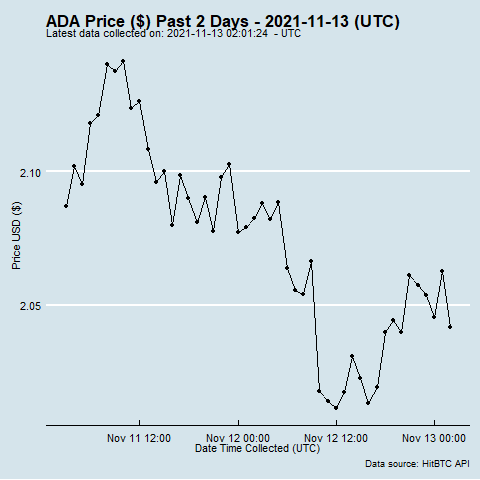 ADA Price ($) Past 2 Days - 2021-11-13 (UTC)
Latest data collected on: 2021-11-13 02:01:24 - UTC
2.10
Price USD ($)
2.05
Nov 11 12:00 Nov 12 00:00 Nov 12 12:00 Nov 13 00:00
Date Time Collected (UTC)
Data source: HitBTC API